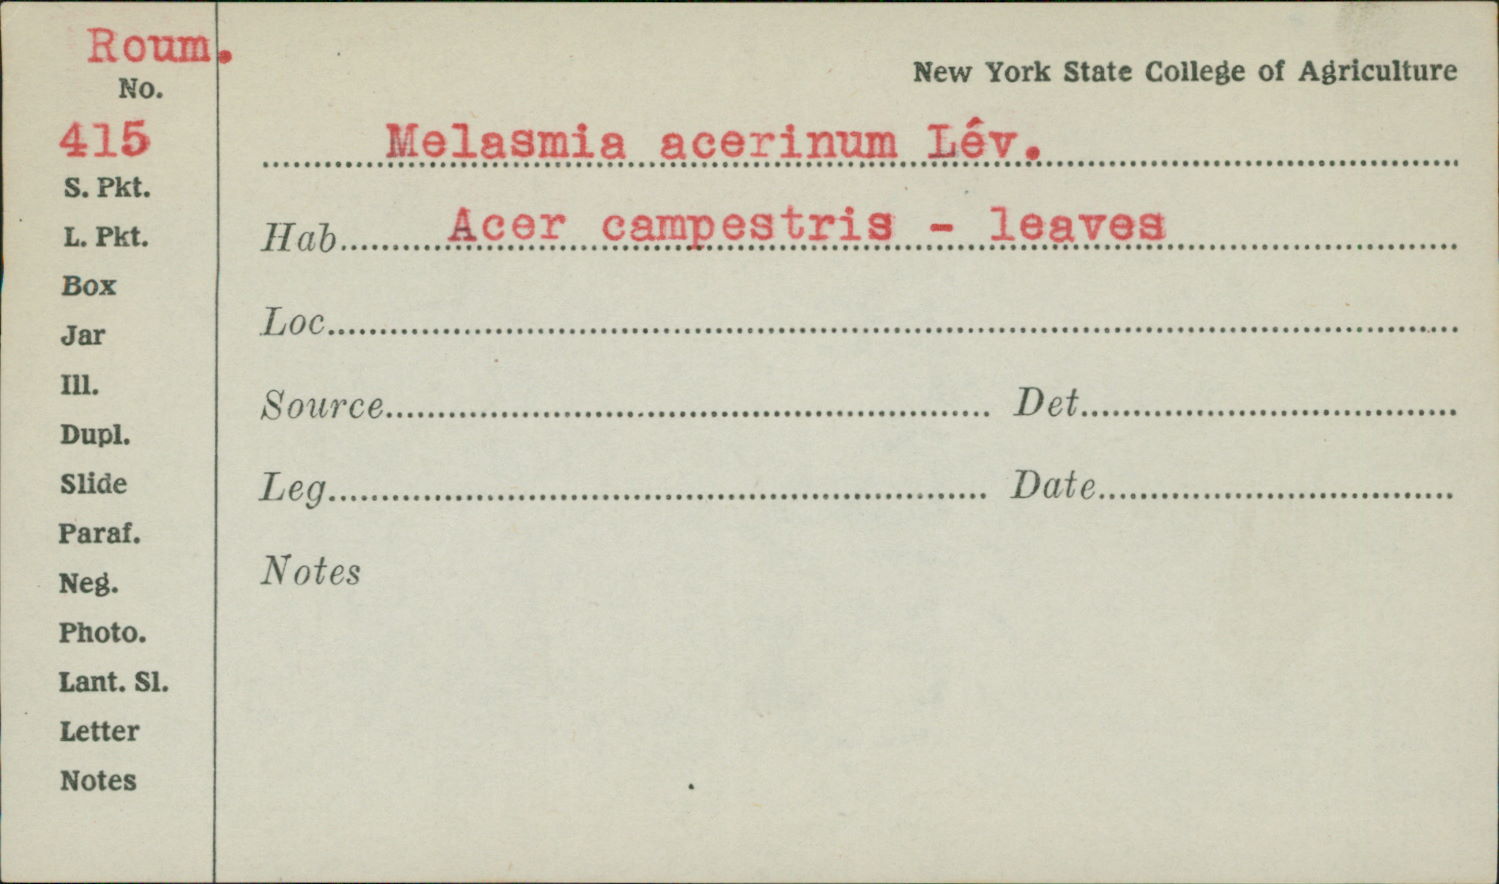 Roum.
No.
415
S. Pkt.
L. Pkt.
Box
Jar
Ill.
Dupl.
Slide
Paraf.
Neg.
Photo.
Lant. Sl.
Letter
Notes
New York State College of Agriculture
Melasmia acerinum Lév.
Hab. Acer campestris - leaves
Loc.
Source Det.
Leg. Date
Notes